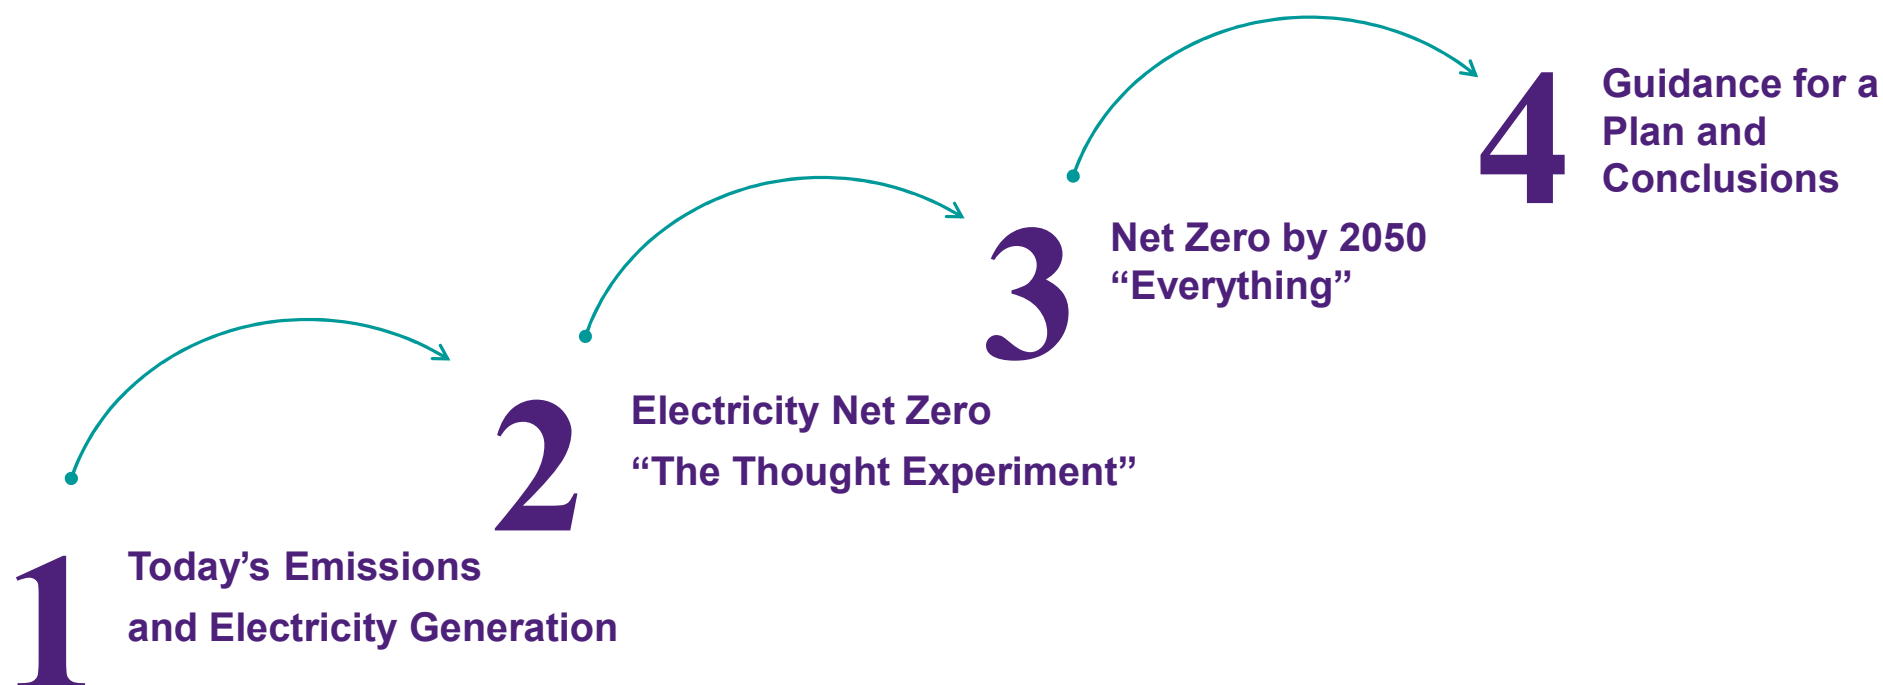 1
Today’s Emissions
and Electricity Generation
2
Electricity Net Zero
“The Thought Experiment”
3
Net Zero by 2050
“Everything”
4
Guidance for a
Plan and
Conclusions